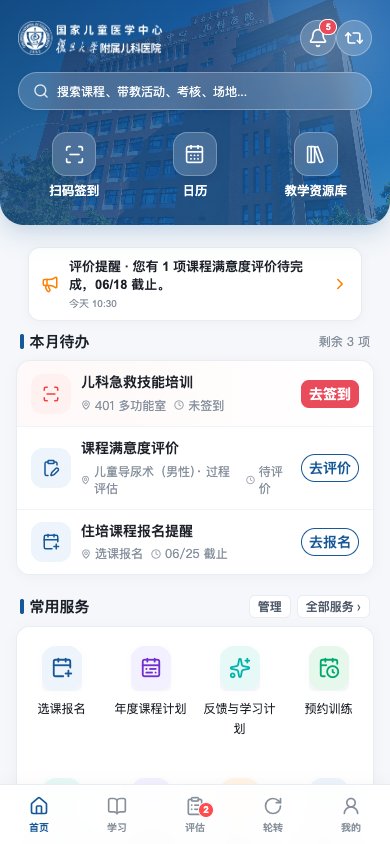 国家儿童医学中心
復旦大学附属儿科医院
5
搜索课程、带教活动、考核、场地...
扫码签到
日历
教学资源库
评价提醒 · 您有 1 项课程满意度评价待完
成，06/18 截止。
今天 10:30
本月待办
剩余 3 项
儿科急救技能培训
401 多功能室 未签到
去签到
课程满意度评价
儿童导尿术（男性）· 过程
评估
待评
价
去评价
住培课程报名提醒
选课报名 06/25 截止
去报名
常用服务
管理
全部服务 ›
选课报名
年度课程计划
反馈与学习计
划
预约训练
首页
学习
2
评估
轮转
我的